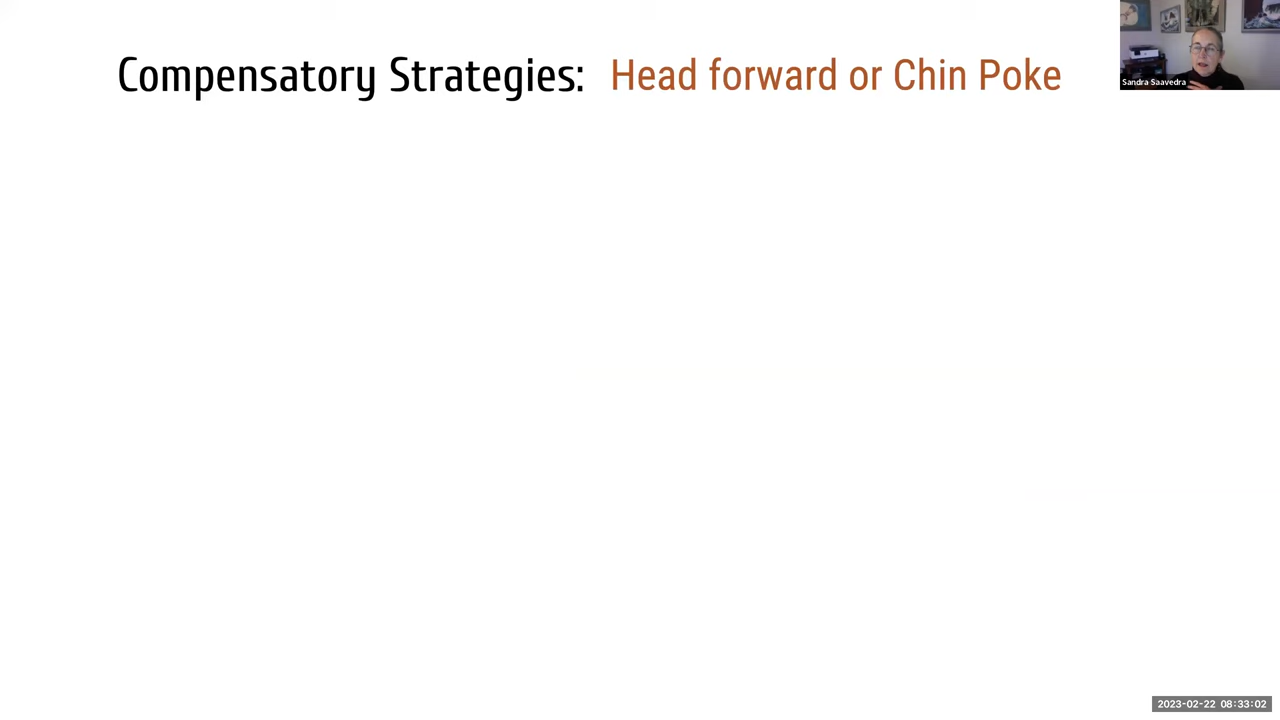 Compensatory Strategies: Head forward or Chin Poke
Sandra Saavedra
2023-02-22 08:33:02